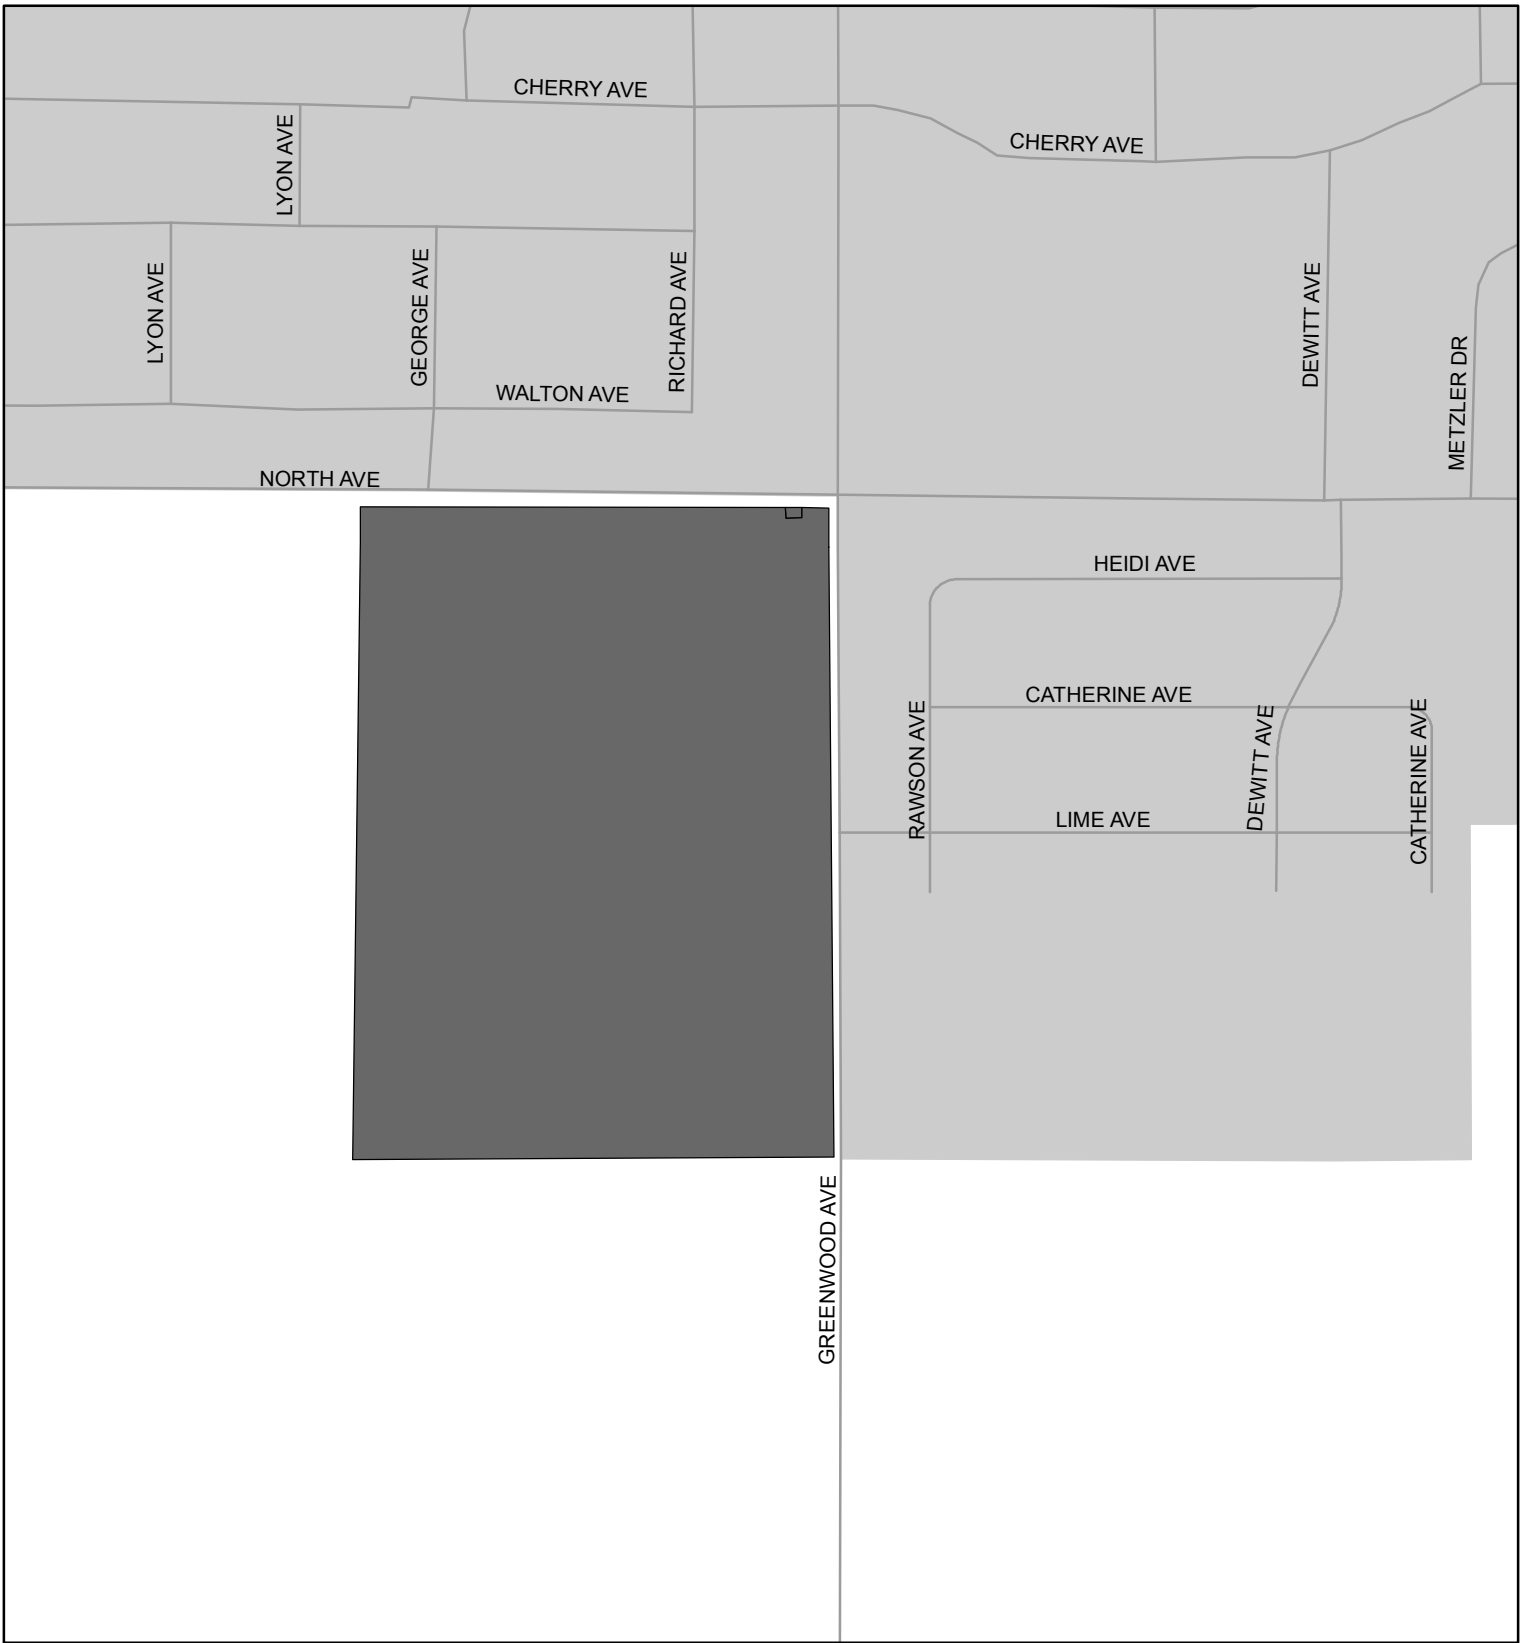 CHERRY AVE
CHERRY AVE
LYON AVE
LYON AVE
GEORGE AVE
RICHARD AVE
DEWITT AVE
METZLER DR
WALTON AVE
NORTH AVE
HEIDI AVE
CATHERINE AVE
RAWSON AVE
DEWITT AVE
CATHERINE AVE
LIME AVE
GREENWOOD AVE